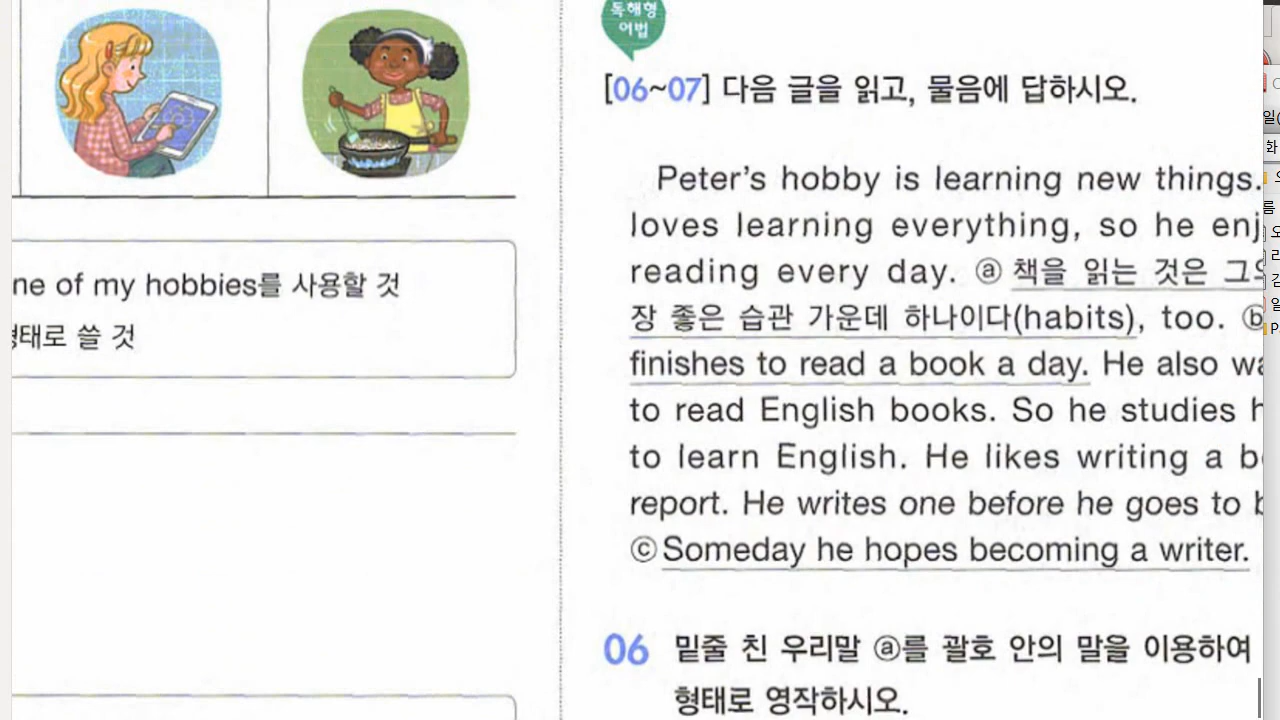 ne of my hobbies를 사용할 것
형태로 쓸 것
독해형
어법
[06~07] 다음 글을 읽고, 물음에 답하시오.
Peter's hobby is learning new things.
loves learning everything, so he enj
reading every day. ⓐ 책을 읽는 것은 그의
장 좋은 습관 가운데 하나이다(habits), too. ⓑ
finishes to read a book a day. He also wa
to read English books. So he studies h
to learn English. He likes writing a b
report. He writes one before he goes to b
ⓒ Someday he hopes becoming a writer.
06 밑줄 친 우리말 ⓐ를 괄호 안의 말을 이용하여
형태로 영작하시오.